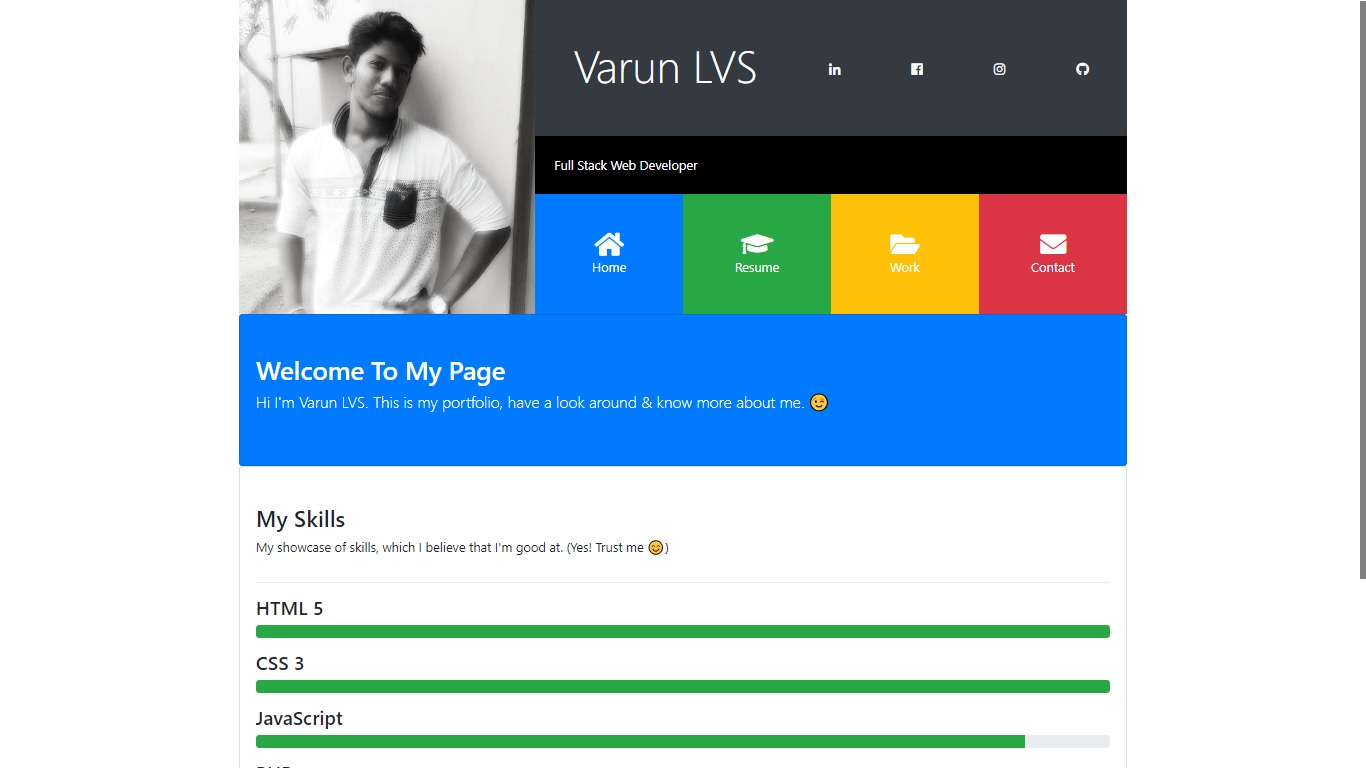 Varun LVS
Full Stack Web Developer
Home
Resume
Work
Contact
Welcome To My Page
Hi I'm Varun LVS. This is my portfolio, have a look around & know more about me. 😉
My Skills
My showcase of skills, which I believe that I'm good at. (Yes! Trust me 😊)
HTML 5
CSS 3
JavaScript